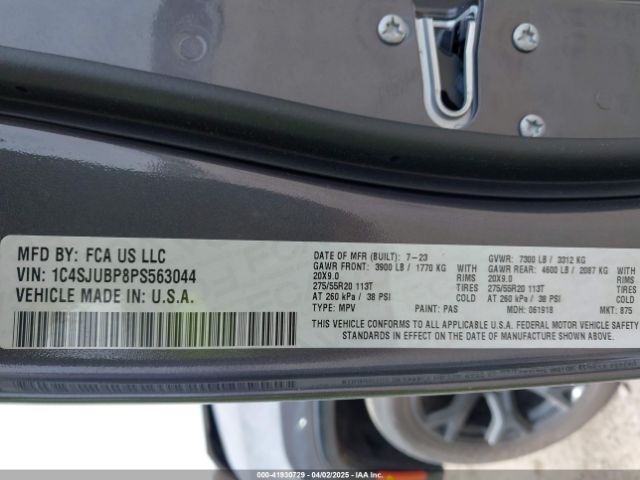 MFD BY: FCA US LLC
VIN: 1C4SJUBP8PS563044
VEHICLE MADE IN: U.S.A.
DATE OF MFR (BUILT): 7-23 GVWR: 7300 LB / 3312 KG
GAWR FRONT: 3900 LB / 1770 KG WITH GAWR REAR: 4600 LB / 2087 KG WITH
20X9.0 RIMS 20X9.0 RIMS
275/55R20 113T 275/55R20 113T
AT 260 kPa / 38 PSI COLD AT 260 kPa / 38 PSI COLD
TYPE: MPV PAINT: PAS MDH: 061918 MKT: 875
THIS VEHICLE CONFORMS TO ALL APPLICABLE U.S.A. FEDERAL MOTOR VEHICLE SAFETY
STANDARDS IN EFFECT ON THE DATE OF MANUFACTURE SHOWN ABOVE.
000-41930729 - 04/02/2025 - IAAI.COM